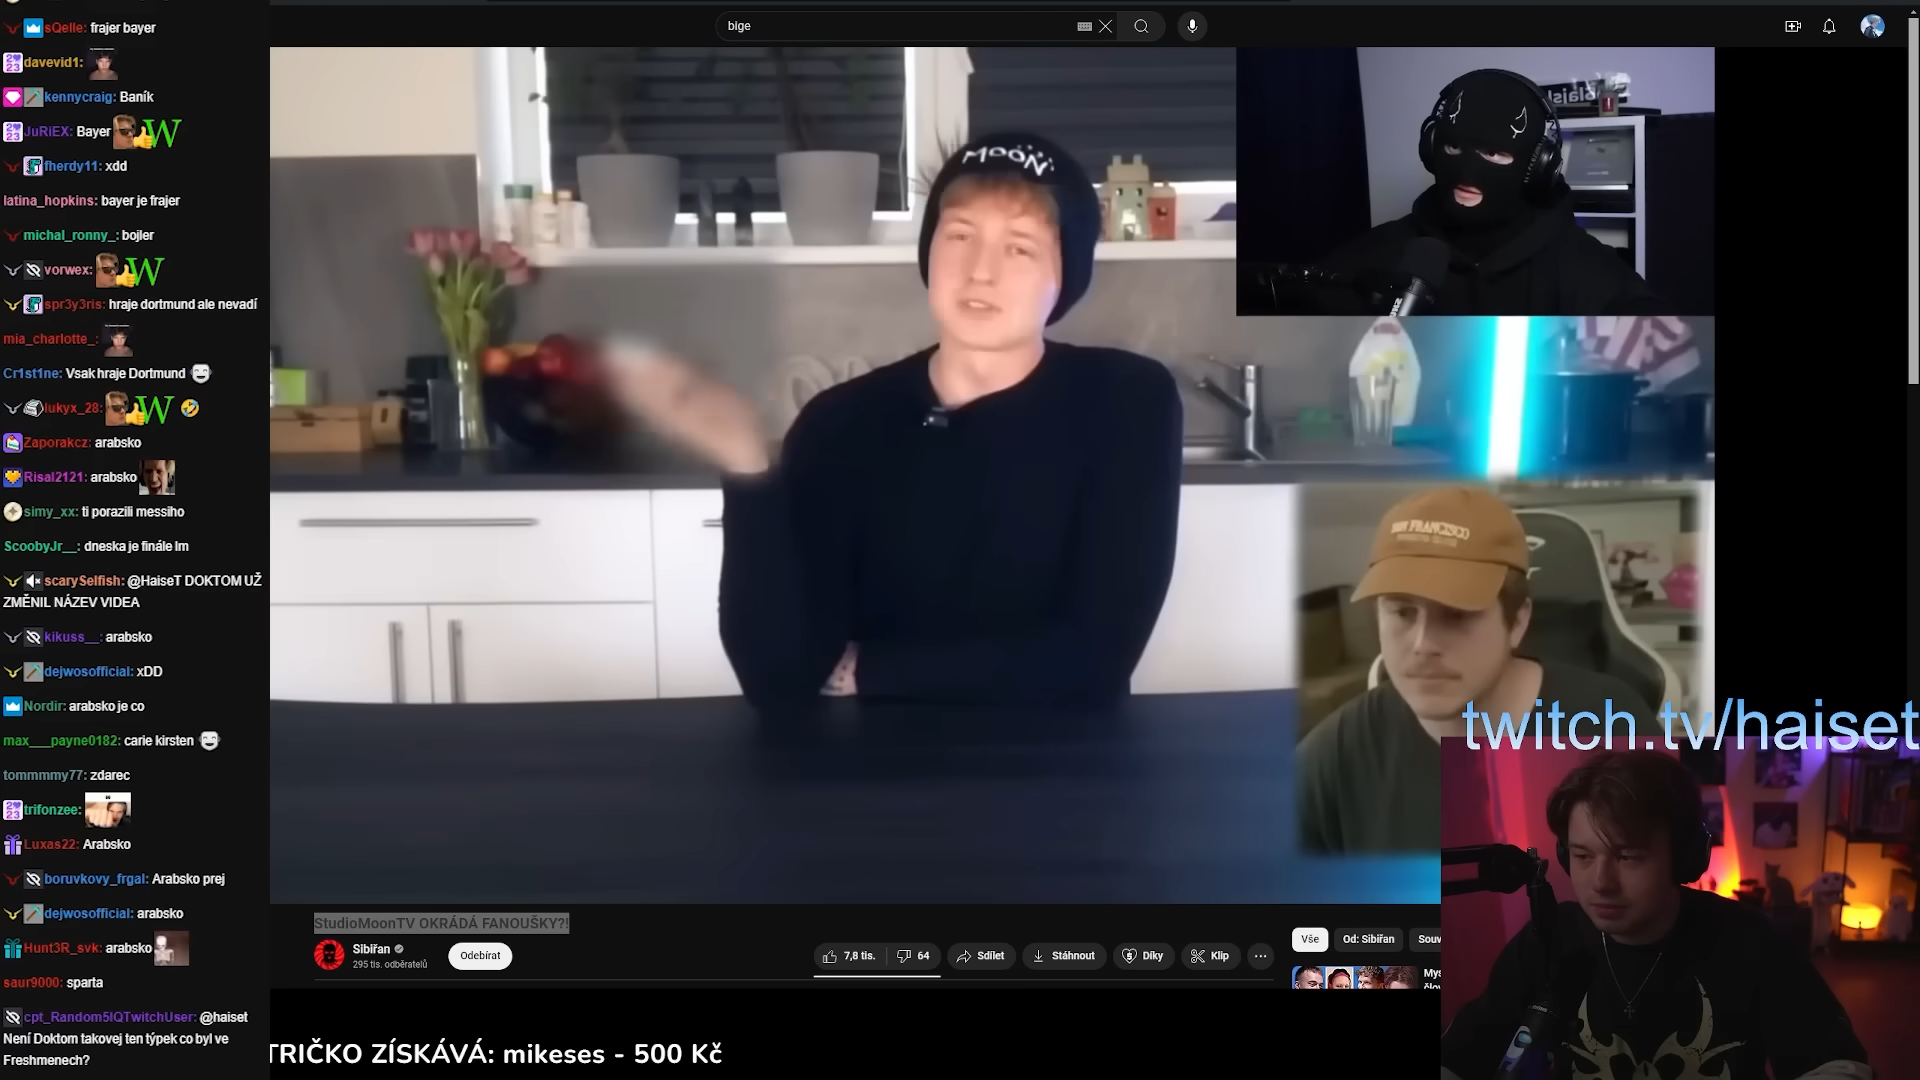 sQelle: frajer bayer
davevid1:
kennycraig: Baník
JuRIEX: Bayer W
fherdy11: xdd
latina_hopkins: bayer je frajer
michal_ronny_: bojler
vorwex: W
spr3y3ris: hraje dortmund ale nevadí
mia_charlotte_:
Cr1st1ne: Vsak hraje Dortmund
lukyx_28: W
Zaporakcz: arabsko
Risal2121: arabsko
simy_xx: ti porazili messiho
ScoobyJr__: dneska je finále lm
scarySelfish: @HaiseT DOKTOM UŽ
ZMĚNIL NÁZEV VIDEA
kikuss__: arabsko
dejwosofficial: xDD
Nordir: arabsko je co
max___payne0182: carie kirsten
tommmmy77: zdarec
trifonzee:
Luxas22: Arabsko
boruvkovy_frgal: Arabsko prej
dejwosofficial: arabsko
Hunt3R_svk: arabsko
saur9000: sparta
cpt_Random5IQTwitchUser: @haiset
Není Doktom takovej ten týpek co byl ve
Freshmenech?
bige
MOON
SAN FRANCISCO
twitch.tv/haiset
StudioMoonTV OKRÁDÁ FANOUŠKY?!
Sibiřan
295 tis. odběratelů
Odebírat
7,8 tis.
64
Sdílet
Stáhnout
Díky
Klip
Vše
Od: Sibiřan
Souv
Mys
člov
TRIČKO ZÍSKÁVÁ: mikeses - 500 Kč